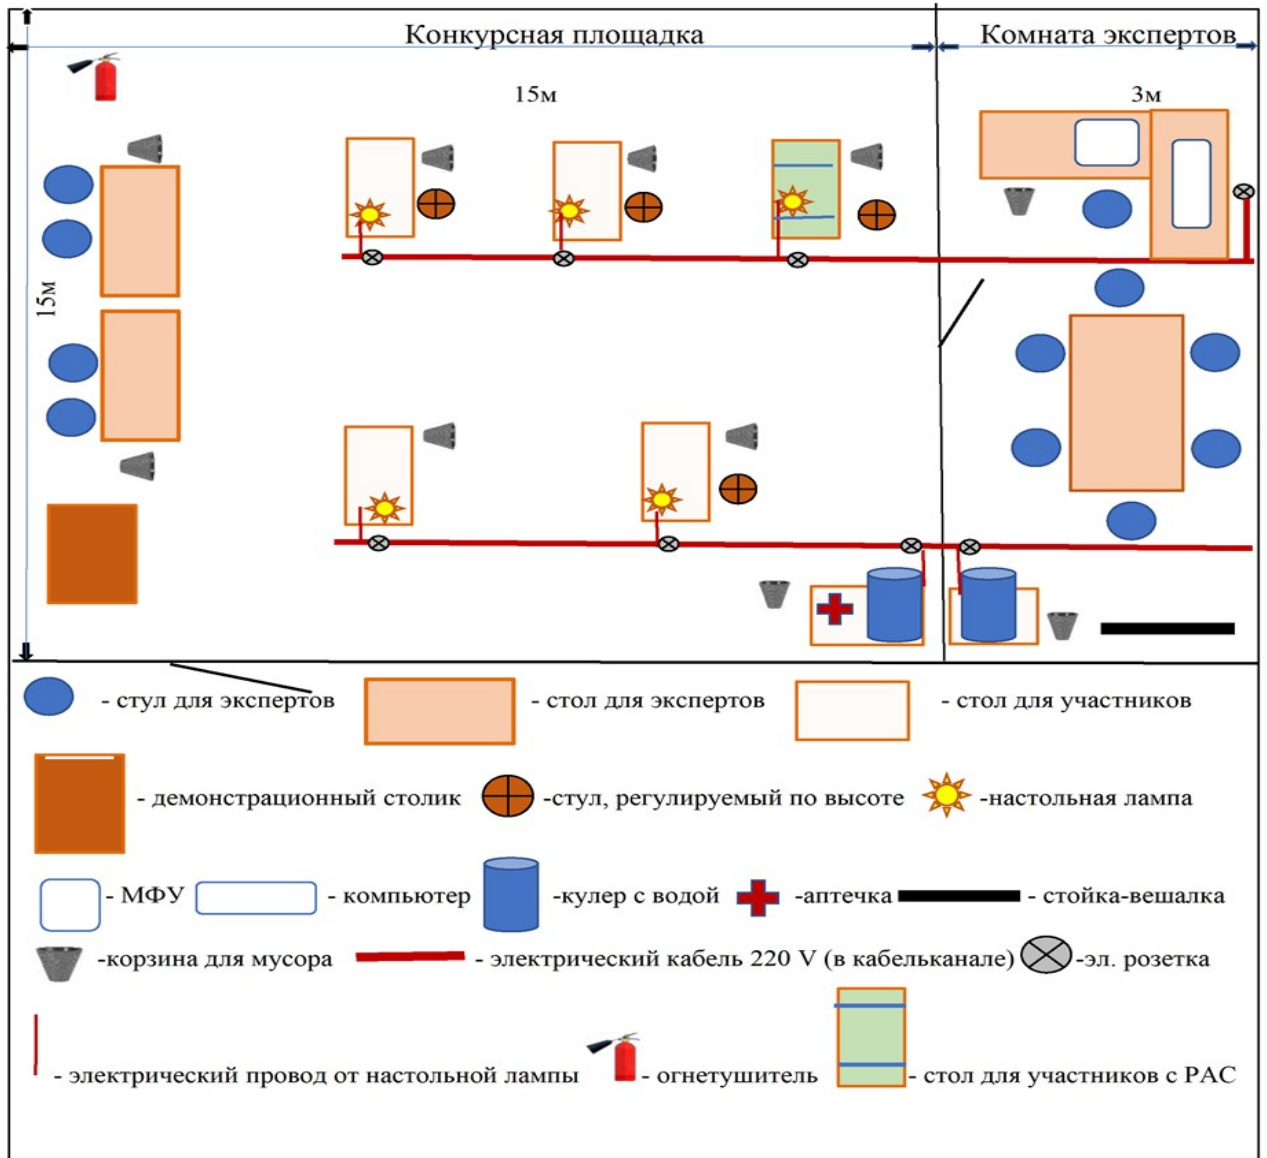 Конкурсная площадка
Комната экспертов
15м
3м
15м
- стул для экспертов
- стол для экспертов
- стол для участников
- демонстрационный столик
-стул, регулируемый по высоте
-настольная лампа
- МФУ
- компьютер
-кулер с водой
-аптечка
- стойка-вешалка
-корзина для мусора
- электрический кабель 220 V (в кабельканале)
-эл. розетка
- электрический провод от настольной лампы
- огнетушитель
- стол для участников с РАС